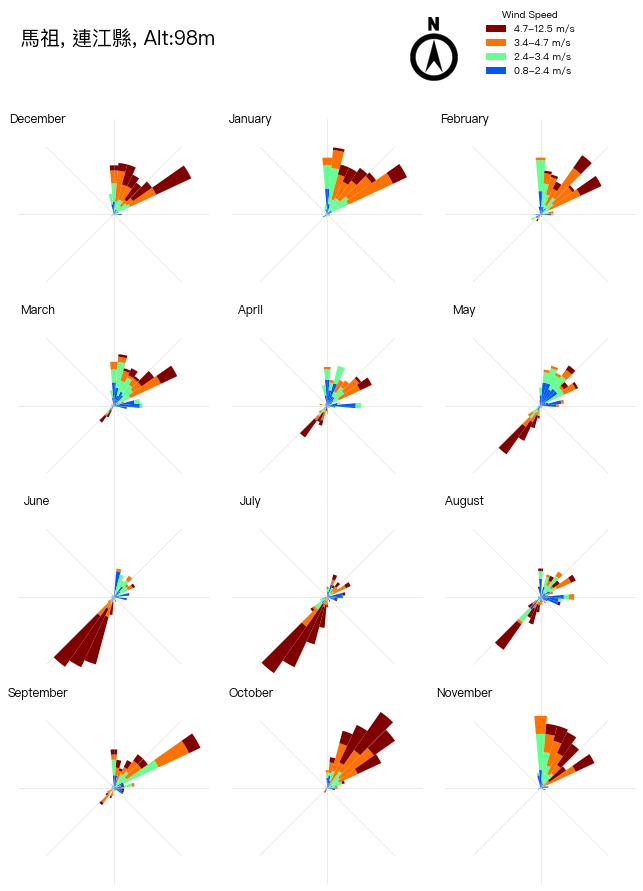 馬祖, 連江縣, Alt:98m
N
Wind Speed
4.7–12.5 m/s
3.4–4.7 m/s
2.4–3.4 m/s
0.8–2.4 m/s
December
January
February
March
April
May
June
July
August
September
October
November